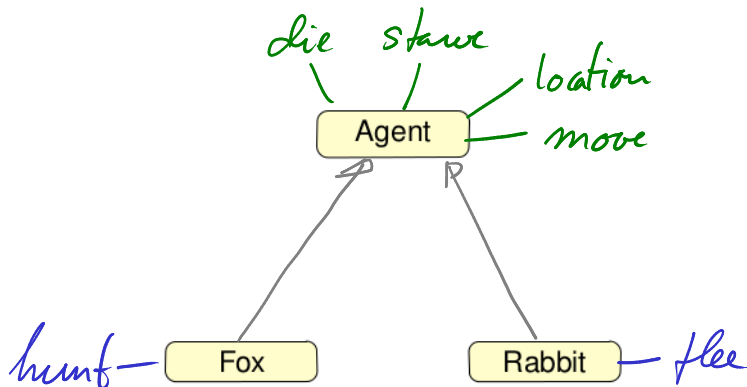 die starve
location
Agent
move
hunt Fox Rabbit flee